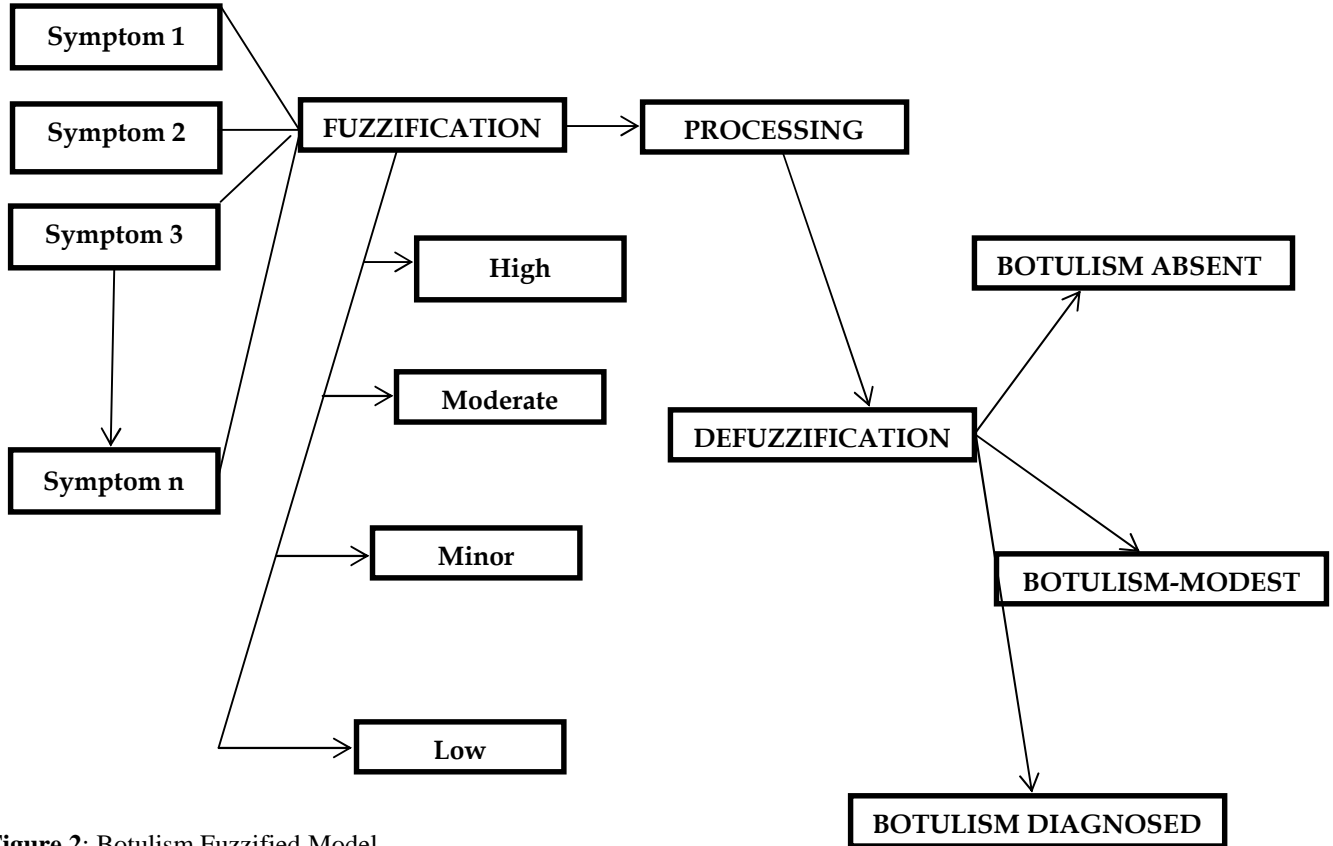 Symptom 1
Symptom 2
Symptom 3
Symptom n
FUZZIFICATION
PROCESSING
High
Moderate
Minor
Low
DEFUZZIFICATION
BOTULISM ABSENT
BOTULISM-MODEST
BOTULISM DIAGNOSED
Figure 2: Botulism Fuzzified Model